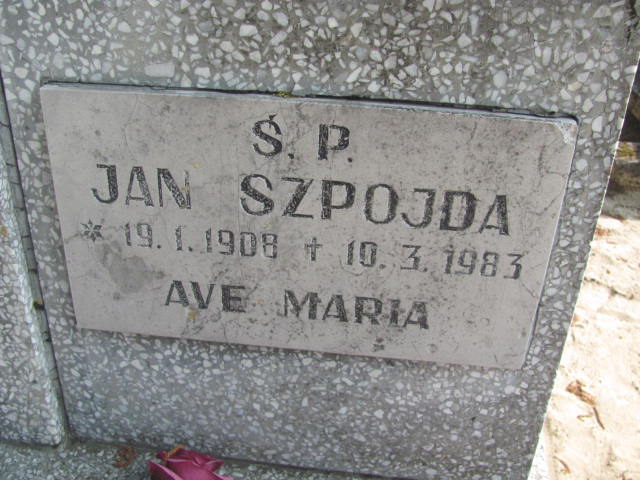 Ś. P.
JAN SZPOJDA
* 19. 1. 1908 † 10. 3. 1983
AVE MARIA